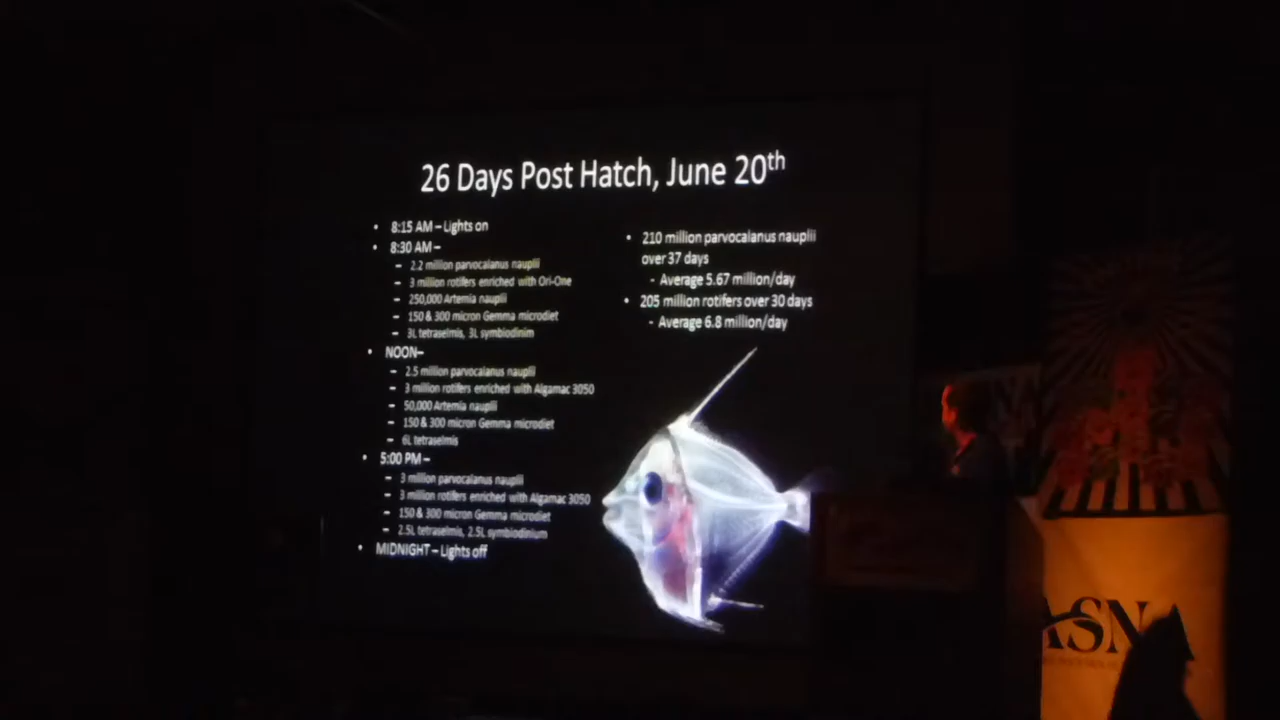 26 Days Post Hatch, June 20th
• 8:15 AM – Lights on
• 8:30 AM –
– 2.2 million parvocalanus nauplii
– 3 million rotifers enriched with Ori-One
– 250,000 Artemia nauplii
– 150 & 300 micron Gemma microdiet
– 3L tetraselmis, 3L symbiodinim
• NOON–
– 2.5 million parvocalanus nauplii
– 3 million rotifers enriched with Algamac 3050
– 50,000 Artemia nauplii
– 150 & 300 micron Gemma microdiet
– 6L tetraselmis
• 5:00 PM –
– 3 million parvocalanus nauplii
– 3 million rotifers enriched with Algamac 3050
– 150 & 300 micron Gemma microdiet
– 2.5L tetraselmis, 2.5L symbiodinium
• MIDNIGHT – Lights off
• 210 million parvocalanus nauplii
over 37 days
- Average 5.67 million/day
• 205 million rotifers over 30 days
- Average 6.8 million/day
MASNA